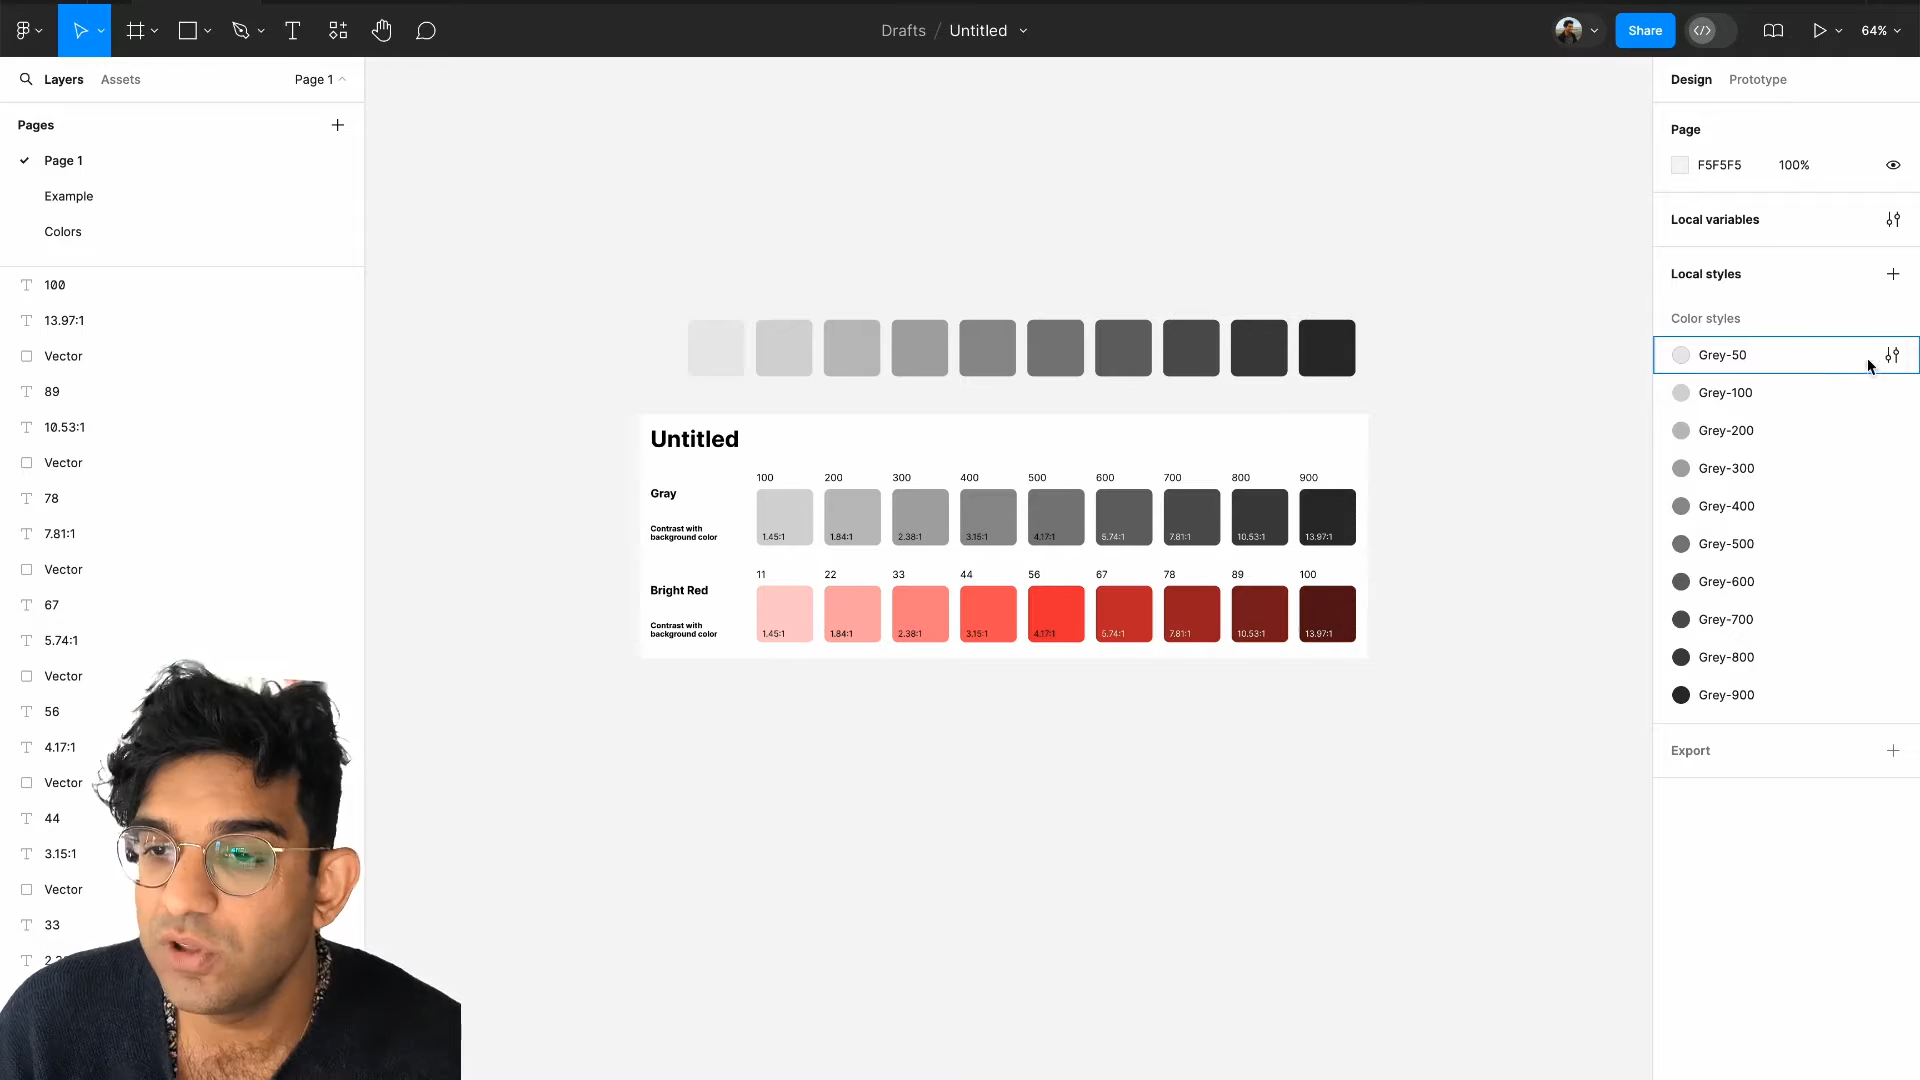 Drafts / Untitled
Share
64%
Layers
Assets
Page 1
Pages
Page 1
Example
Colors
100
13.97:1
Vector
89
10.53:1
Vector
78
7.81:1
Vector
67
5.74:1
Vector
56
4.17:1
Vector
44
3.15:1
Vector
33
Untitled
100 200 300 400 500 600 700 800 900
Gray
Contrast with
background color
1.45:1 1.84:1 2.38:1 3.15:1 4.17:1 5.74:1 7.81:1 10.53:1 13.97:1
11 22 33 44 56 67 78 89 100
Bright Red
Contrast with
background color
1.45:1 1.84:1 2.38:1 3.15:1 4.17:1 5.74:1 7.81:1 10.53:1 13.97:1
Design
Prototype
Page
F5F5F5 100%
Local variables
Local styles
Color styles
Grey-50
Grey-100
Grey-200
Grey-300
Grey-400
Grey-500
Grey-600
Grey-700
Grey-800
Grey-900
Export